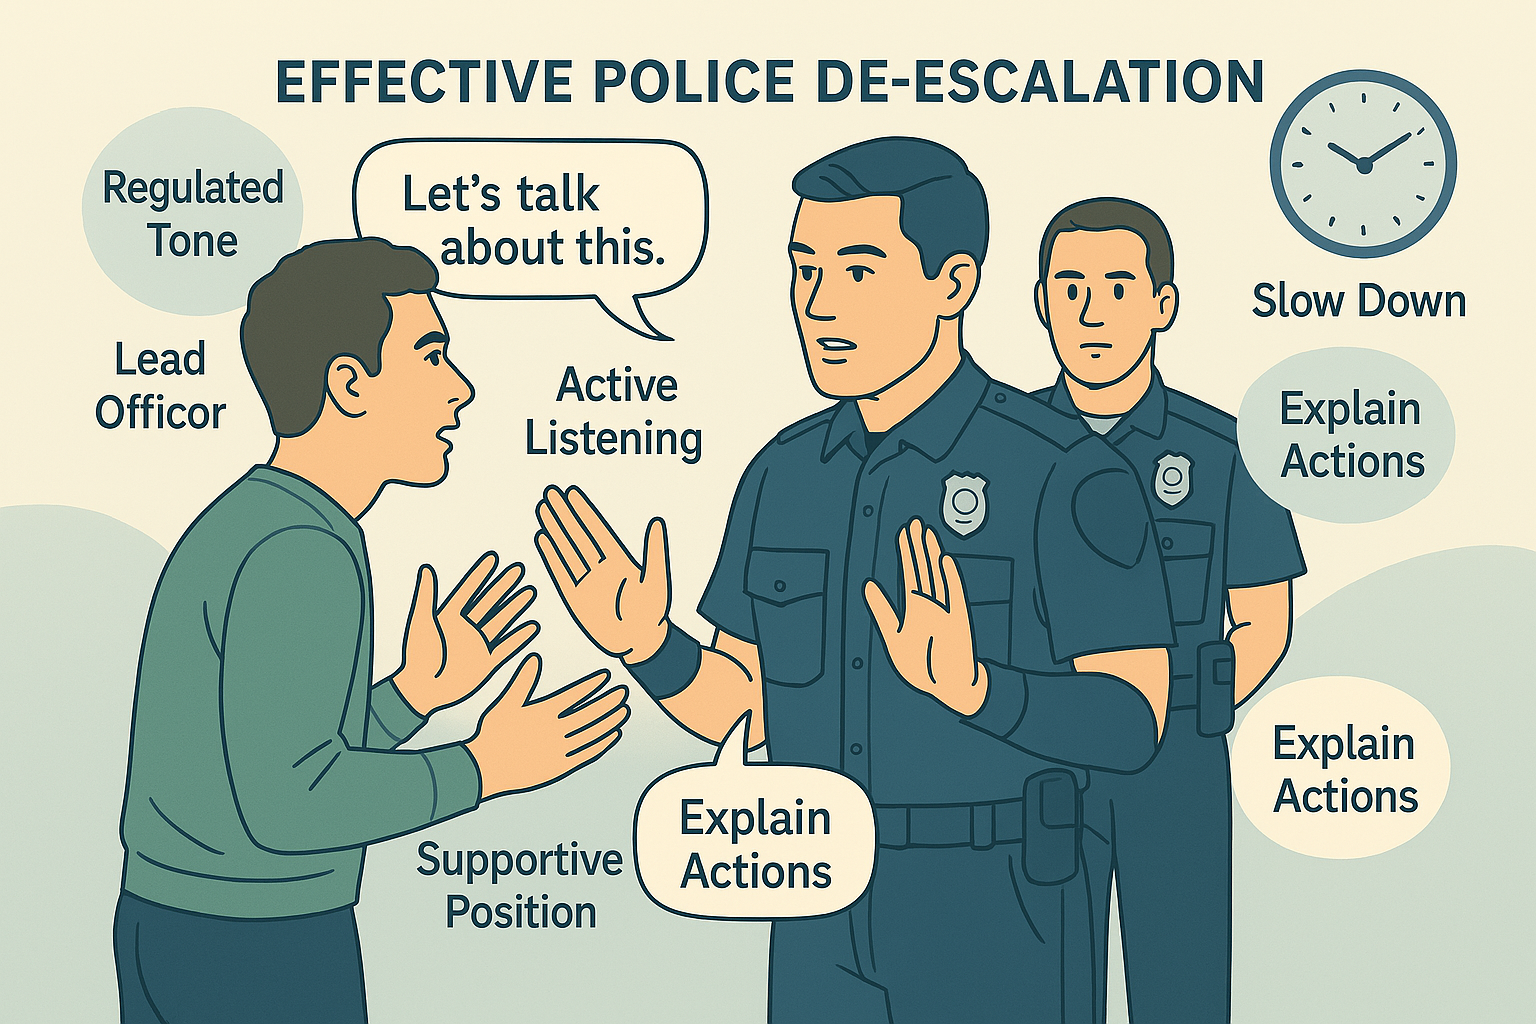 EFFECTIVE POLICE DE-ESCALATION
Regulated
Tone
Let's talk
about this.
Slow Down
Lead
Officor
Active
Listening
Explain
Actions
Explain
Actions
Supportive
Position
Explain
Actions